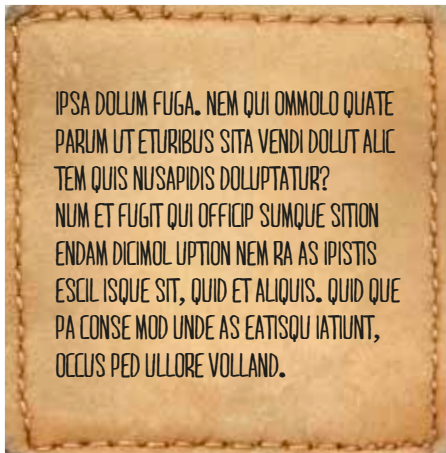 IPSA DOLUM FUGA. NEM QUI OMMOLO QUATE
PARUM UT ETURIBUS SITA VENDI DOLUT ALIC
TEM QUIS NUSAPIDIS DOLUPTATUR?
NUM ET FUGIT QUI OFFICIP SUMQUE SITION
ENDAM DICIMOL UPTION NEM RA AS IPISTIS
ESCIL ISQUE SIT, QUID ET ALIQUIS. QUID QUE
PA CONSE MOD UNDE AS EATISQU IATIUNT,
OCCUS PED ULLORE VOLLAND.